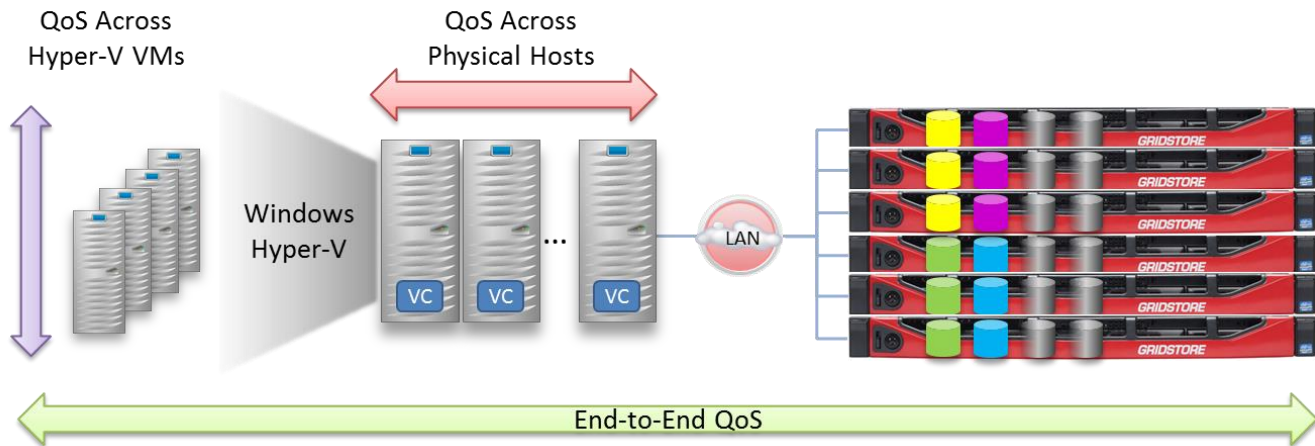 QoS Across
Hyper-V VMs
QoS Across
Physical Hosts
Windows
Hyper-V
...
VC
VC
VC
LAN
GRIDSTORE
GRIDSTORE
GRIDSTORE
GRIDSTORE
GRIDSTORE
GRIDSTORE
End-to-End QoS